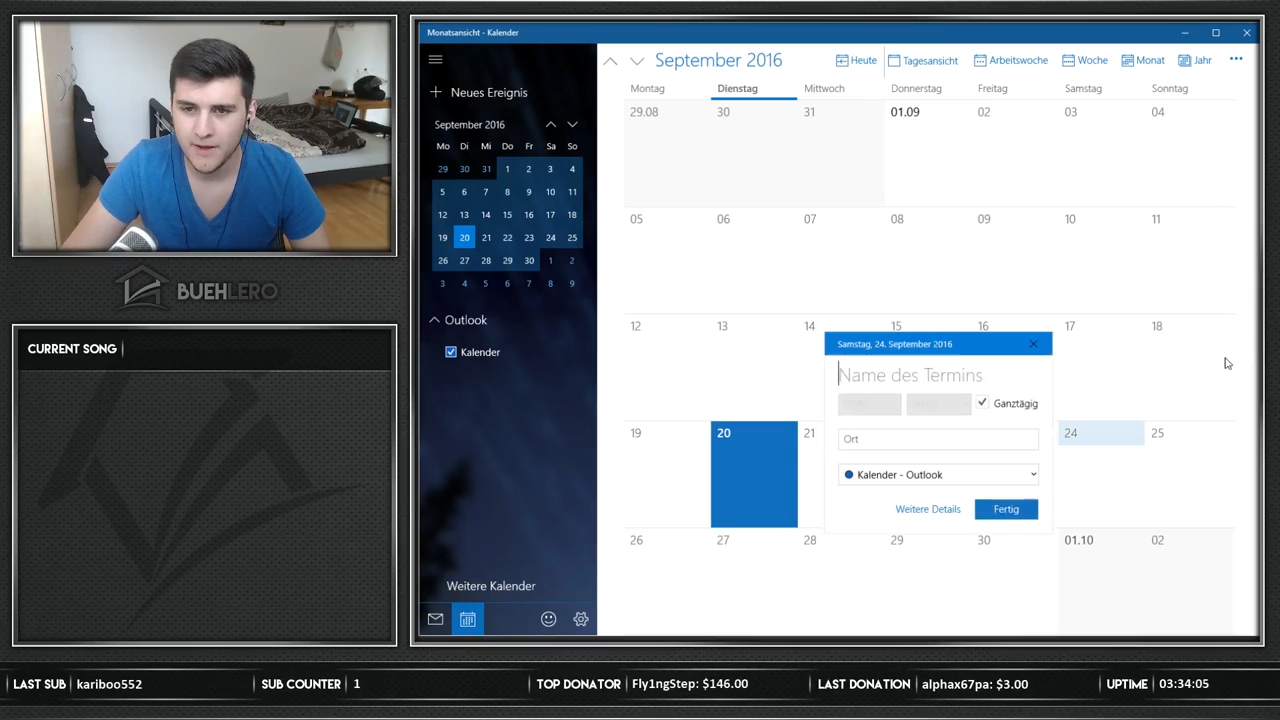 Monatsansicht - Kalender
September 2016
Heute
Tagesansicht
Arbeitswoche
Woche
Monat
Jahr
Neues Ereignis
September 2016
Mo Di Mi Do Fr Sa So
29 30 31 1 2 3 4
5 6 7 8 9 10 11
12 13 14 15 16 17 18
19 20 21 22 23 24 25
26 27 28 29 30 1 2
3 4 5 6 7 8 9
Outlook
Kalender
Weitere Kalender
Montag Dienstag Mittwoch Donnerstag Freitag Samstag Sonntag
29.08 30 31 01.09 02 03 04
05 06 07 08 09 10 11
12 13 14 15 16 17 18
19 20 21 24 25
26 27 28 29 30 01.10 02
Samstag, 24. September 2016
Name des Termins
Ganztägig
Ort
Kalender - Outlook
Weitere Details
Fertig
BUEHLERO
CURRENT SONG
LAST SUB kariboo552
SUB COUNTER 1
TOP DONATOR Fly1ngStep: $146.00
LAST DONATION alphax67pa: $3.00
UPTIME 03:34:05